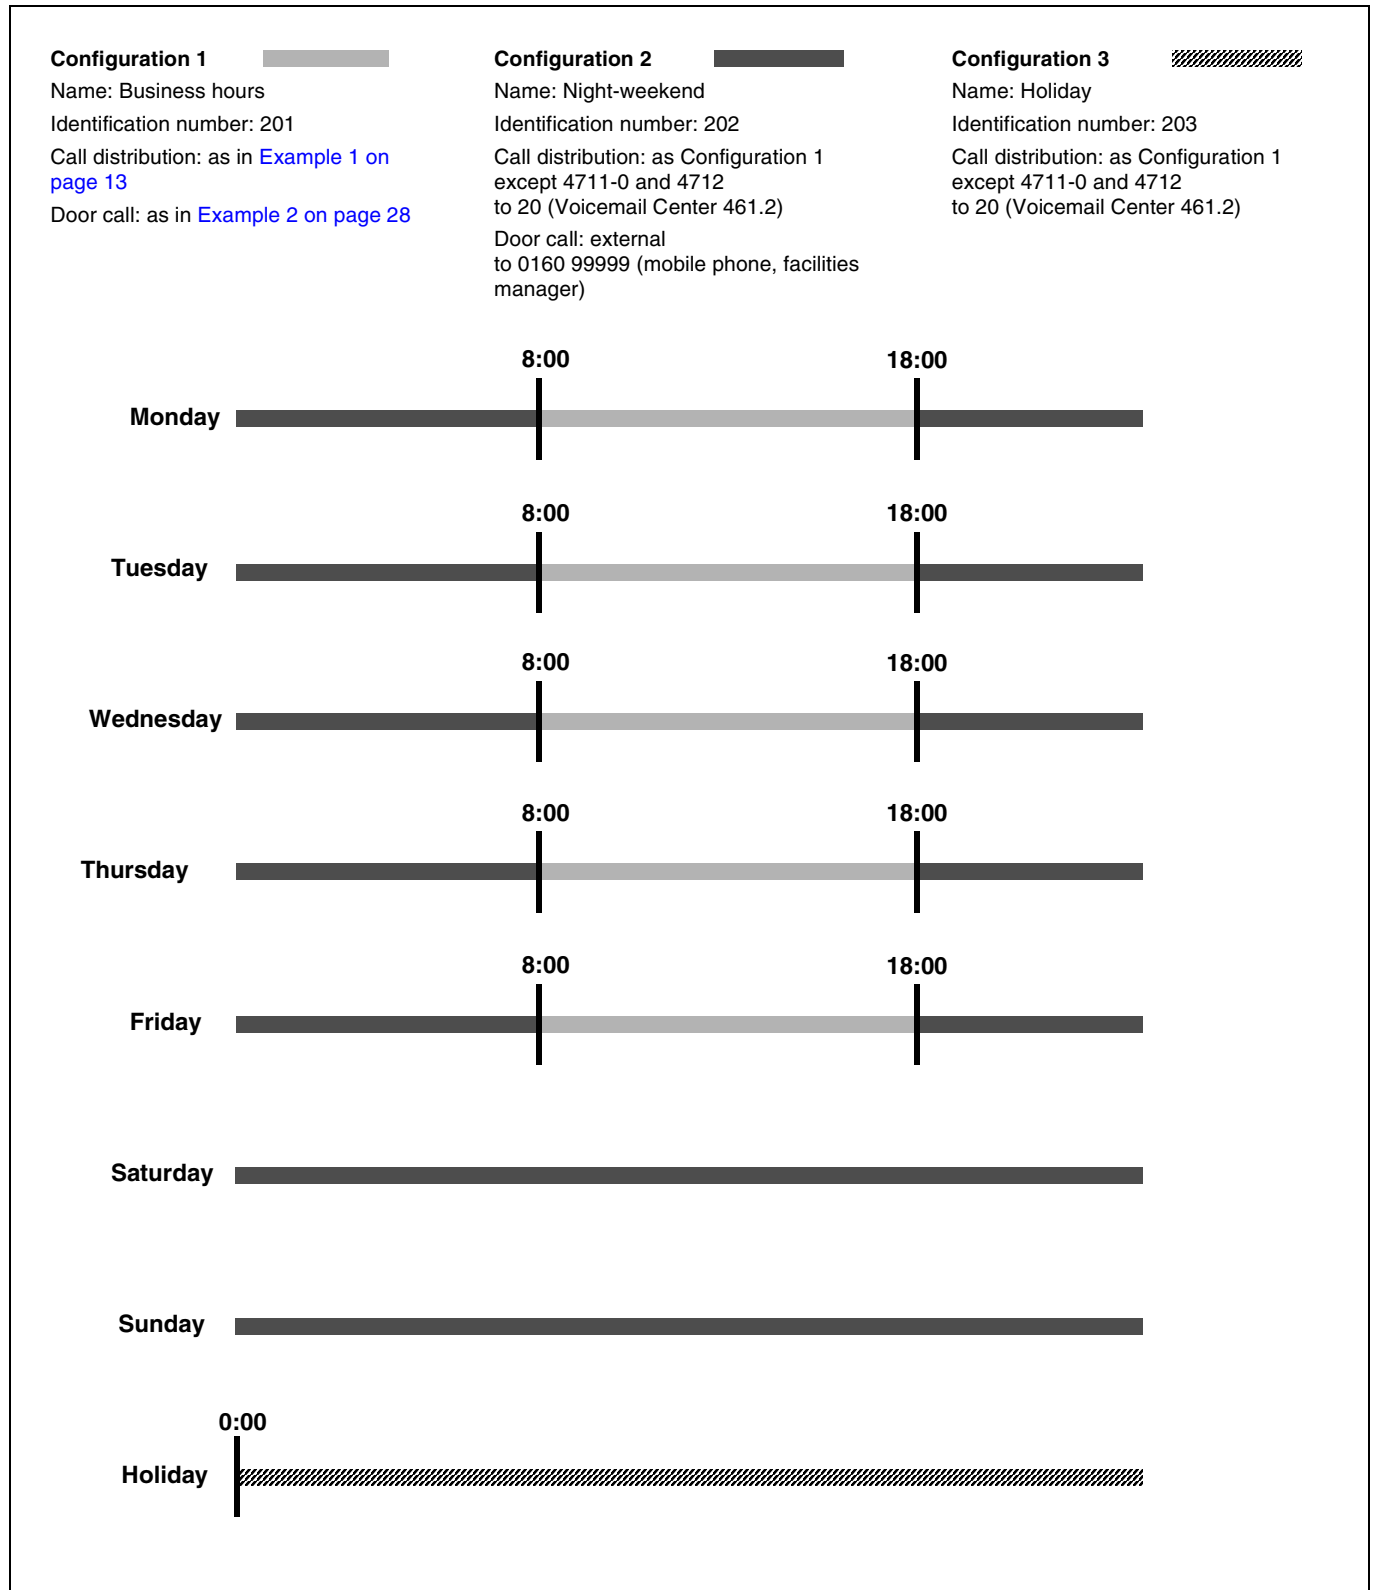 Configuration 1
Name: Business hours
Identification number: 201
Call distribution: as in Example 1 on
page 13
Door call: as in Example 2 on page 28
Configuration 2
Name: Night-weekend
Identification number: 202
Call distribution: as Configuration 1
except 4711-0 and 4712
to 20 (Voicemail Center 461.2)
Door call: external
to 0160 99999 (mobile phone, facilities
manager)
Configuration 3
Name: Holiday
Identification number: 203
Call distribution: as Configuration 1
except 4711-0 and 4712
to 20 (Voicemail Center 461.2)
8:00 18:00
Monday
8:00 18:00
Tuesday
8:00 18:00
Wednesday
8:00 18:00
Thursday
8:00 18:00
Friday
Saturday
Sunday
0:00
Holiday